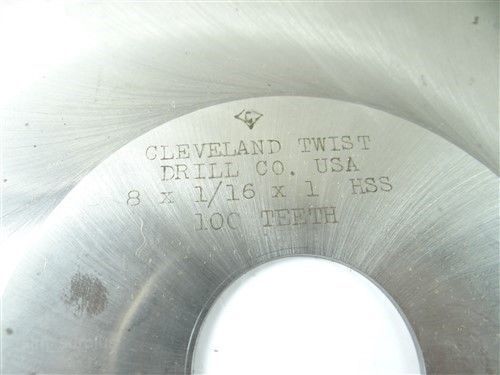 CLEVELAND TWIST
DRILL CO. USA
8 x 1/16 x 1 HSS
100 TEETH